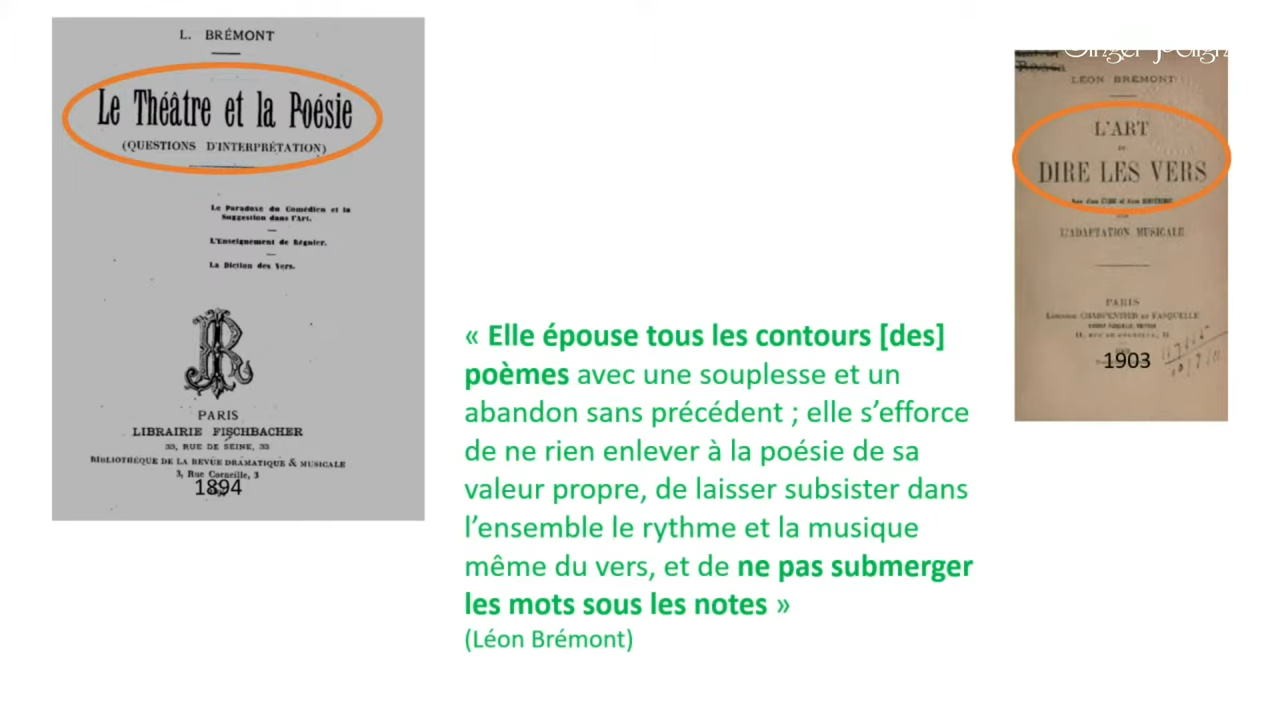 L. BRÉMONT
Le Théâtre et la Poésie
(QUESTIONS D'INTERPRÉTATION)
Le Paradoxe du Comédien et la
Suggestion dans l'Art.
L'Enseignement de Régnier.
La Diction des Vers.
PARIS
LIBRAIRIE FISCHBACHER
33, RUE DE SEINE, 33
BIBLIOTHÈQUE DE LA REVUE DRAMATIQUE & MUSICALE
3, Rue Corneille, 3
1894
« Elle épouse tous les contours [des]
poèmes avec une souplesse et un
abandon sans précédent ; elle s’efforce
de ne rien enlever à la poésie de sa
valeur propre, de laisser subsister dans
l’ensemble le rythme et la musique
même du vers, et de ne pas submerger
les mots sous les notes »
(Léon Brémont)
LÉON BRÉMONT
L'ART
DE
DIRE LES VERS
L'ADAPTATION MUSICALE
PARIS
1903